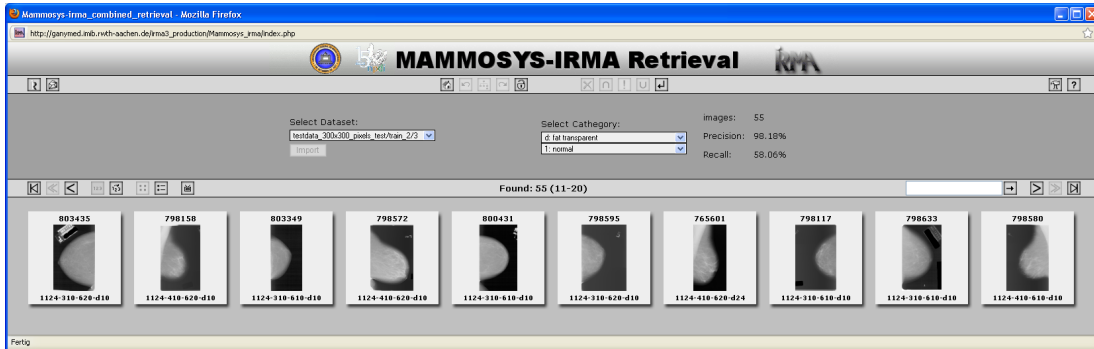 Mammosys-irma_combined_retrieval - Mozilla Firefox
http://ganymed.imib.rwth-aachen.de/irma3_production/Mammosys_irma/index.php
MAMMOSYS-IRMA Retrieval
IRMA
?
Select Dataset:
testdata_300x300_pixels_test/train_2/3
Import
Select Cathegory:
d: fat transparent
1: normal
images: 55
Precision: 98.18%
Recall: 58.06%
Found: 55 (11-20)
803435 798158 803349 798572 800431 798595 765601 798117 798633 798580
1124-310-620-d10 1124-410-620-d10 1124-310-610-d10 1124-410-620-d10 1124-310-610-d10 1124-310-620-d10 1124-410-620-d24 1124-310-610-d10 1124-310-620-d10 1124-410-610-d10
Fertig